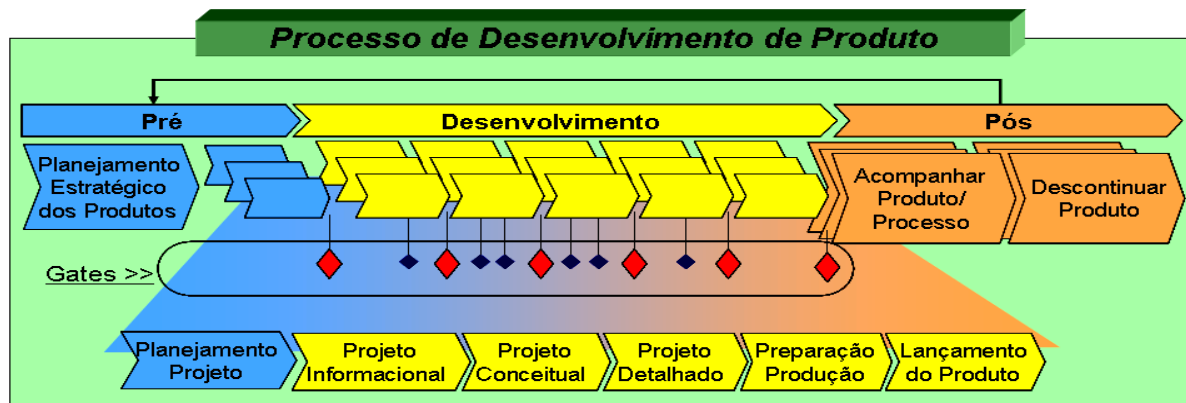 Processo de Desenvolvimento de Produto
Pré
Desenvolvimento
Pós
Planejamento
Estratégico
dos Produtos
Acompanhar
Produto/
Processo
Descontinuar
Produto
Gates >>
Planejamento
Projeto
Projeto
Informacional
Projeto
Conceitual
Projeto
Detalhado
Preparação
Produção
Lançamento
do Produto